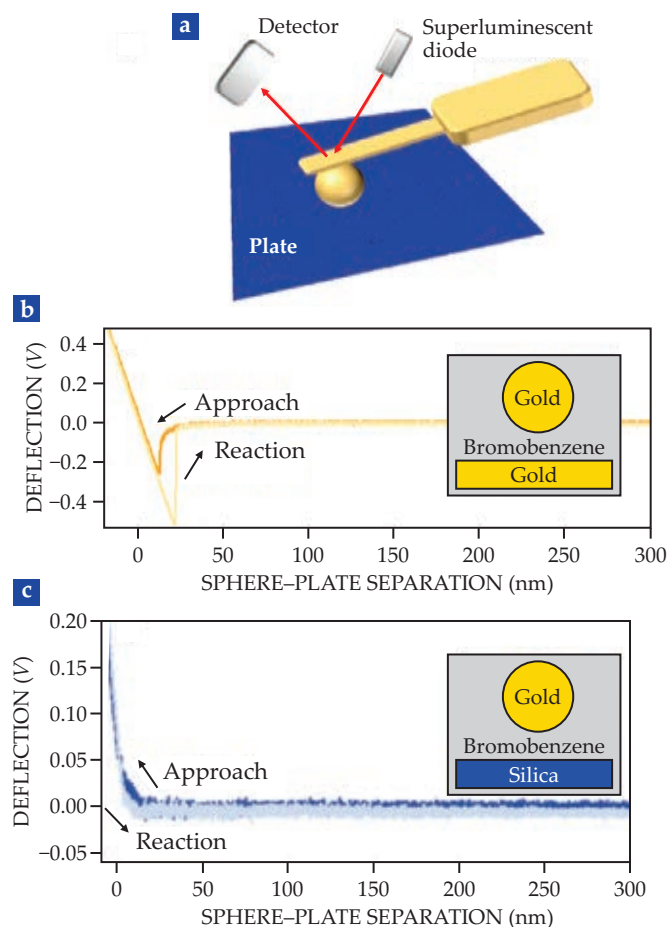 a
Detector
Superluminescent
diode
Plate
b
DEFLECTION (V)
0.4
0.2
0.0
−0.2
−0.4
Approach
Reaction
Gold
Bromobenzene
Gold
0 50 100 150 200 250 300
SPHERE–PLATE SEPARATION (nm)
c
DEFLECTION (V)
0.20
0.15
0.10
0.05
0.00
−0.05
Approach
Reaction
Gold
Bromobenzene
Silica
0 50 100 150 200 250 300
SPHERE–PLATE SEPARATION (nm)